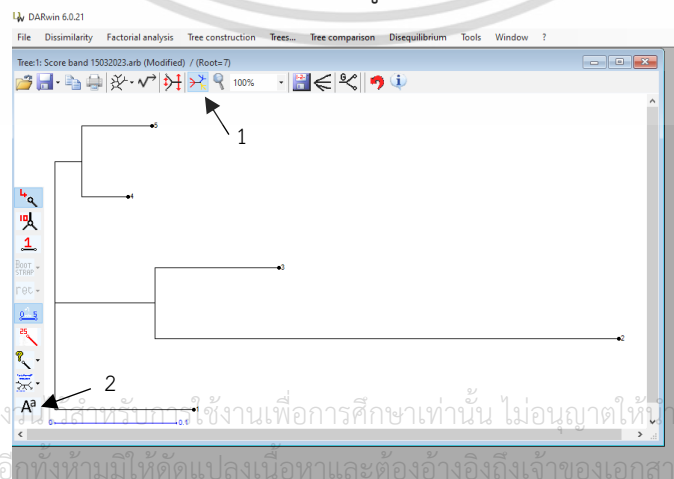 DARwin 6.0.21
File Dissimilarity Factorial analysis Tree construction Trees... Tree comparison Disequilibrium Tools Window ?
Tree:1: Score band 15032023.arb (Modified) / (Root=7)
100%
1
5
4
10
1
BOOT STRAP
rec
3
0 5
25
2
2
Aª
1
0 0.1
สำหรับการใช้งานเพื่อการศึกษาเท่านั้น ไม่อนุญาตให้นำ
อีกทั้งห้ามมิให้ดัดแปลงเนื้อหาและต้องอ้างอิงถึงเจ้าของเอกสา